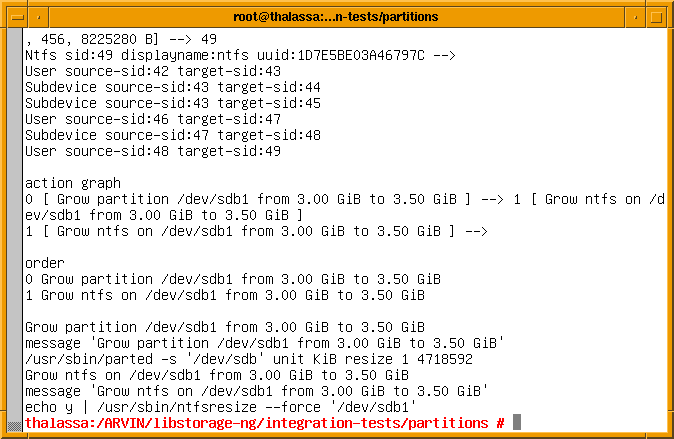 root@thalassa:...n-tests/partitions
, 456, 8225280 B] --> 49
Ntfs sid:49 displayname:ntfs uuid:1D7E5BE03A46797C -->
User source-sid:42 target-sid:43
Subdevice source-sid:43 target-sid:44
Subdevice source-sid:43 target-sid:45
User source-sid:46 target-sid:47
Subdevice source-sid:47 target-sid:48
User source-sid:48 target-sid:49
action graph
0 [ Grow partition /dev/sdb1 from 3.00 GiB to 3.50 GiB ] --> 1 [ Grow ntfs on /d
ev/sdb1 from 3.00 GiB to 3.50 GiB ]
1 [ Grow ntfs on /dev/sdb1 from 3.00 GiB to 3.50 GiB ] -->
order
0 Grow partition /dev/sdb1 from 3.00 GiB to 3.50 GiB
1 Grow ntfs on /dev/sdb1 from 3.00 GiB to 3.50 GiB
Grow partition /dev/sdb1 from 3.00 GiB to 3.50 GiB
message 'Grow partition /dev/sdb1 from 3.00 GiB to 3.50 GiB'
/usr/sbin/parted -s '/dev/sdb' unit KiB resize 1 4718592
Grow ntfs on /dev/sdb1 from 3.00 GiB to 3.50 GiB
message 'Grow ntfs on /dev/sdb1 from 3.00 GiB to 3.50 GiB'
echo y | /usr/sbin/ntfsresize --force '/dev/sdb1'
thalassa:/ARVIN/libstorage-ng/integration-tests/partitions #